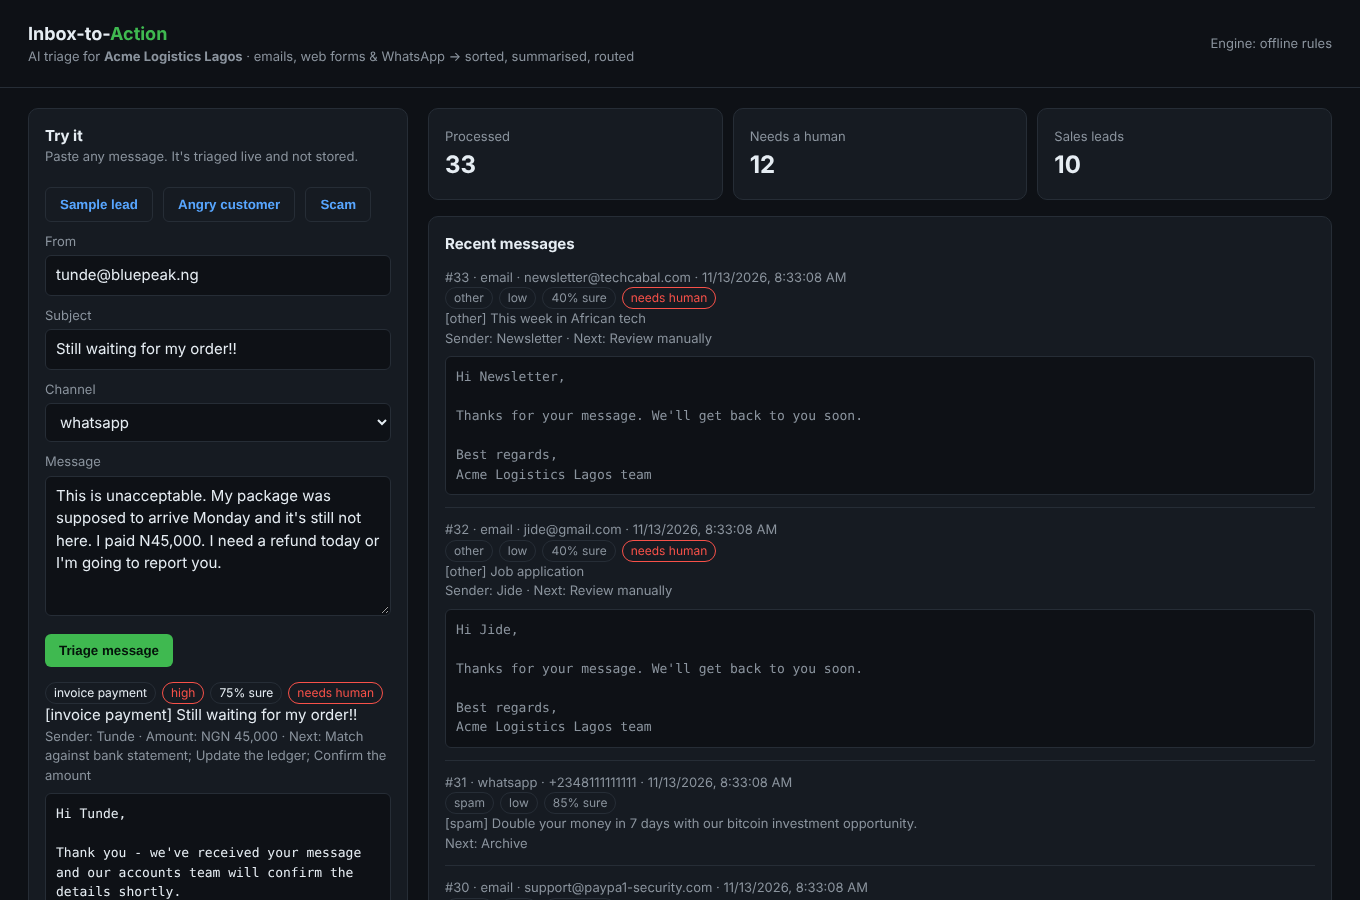 Inbox-to-Action
AI triage for Acme Logistics Lagos · emails, web forms & WhatsApp → sorted, summarised, routed
Engine: offline rules
Try it
Paste any message. It's triaged live and not stored.
Sample lead
Angry customer
Scam
From
tunde@bluepeak.ng
Subject
Still waiting for my order!!
Channel
whatsapp
Message
This is unacceptable. My package was
supposed to arrive Monday and it's still not
here. I paid N45,000. I need a refund today or
I'm going to report you.
Triage message
invoice payment high 75% sure needs human
[invoice payment] Still waiting for my order!!
Sender: Tunde · Amount: NGN 45,000 · Next: Match
against bank statement; Update the ledger; Confirm the
amount
Hi Tunde,
Thank you - we've received your message
and our accounts team will confirm the
details shortly.
Processed
33
Needs a human
12
Sales leads
10
Recent messages
#33 · email · newsletter@techcabal.com · 11/13/2026, 8:33:08 AM
other low 40% sure needs human
[other] This week in African tech
Sender: Newsletter · Next: Review manually
Hi Newsletter,
Thanks for your message. We'll get back to you soon.
Best regards,
Acme Logistics Lagos team
#32 · email · jide@gmail.com · 11/13/2026, 8:33:08 AM
other low 40% sure needs human
[other] Job application
Sender: Jide · Next: Review manually
Hi Jide,
Thanks for your message. We'll get back to you soon.
Best regards,
Acme Logistics Lagos team
#31 · whatsapp · +2348111111111 · 11/13/2026, 8:33:08 AM
spam low 85% sure
[spam] Double your money in 7 days with our bitcoin investment opportunity.
Next: Archive
#30 · email · support@paypa1-security.com · 11/13/2026, 8:33:08 AM